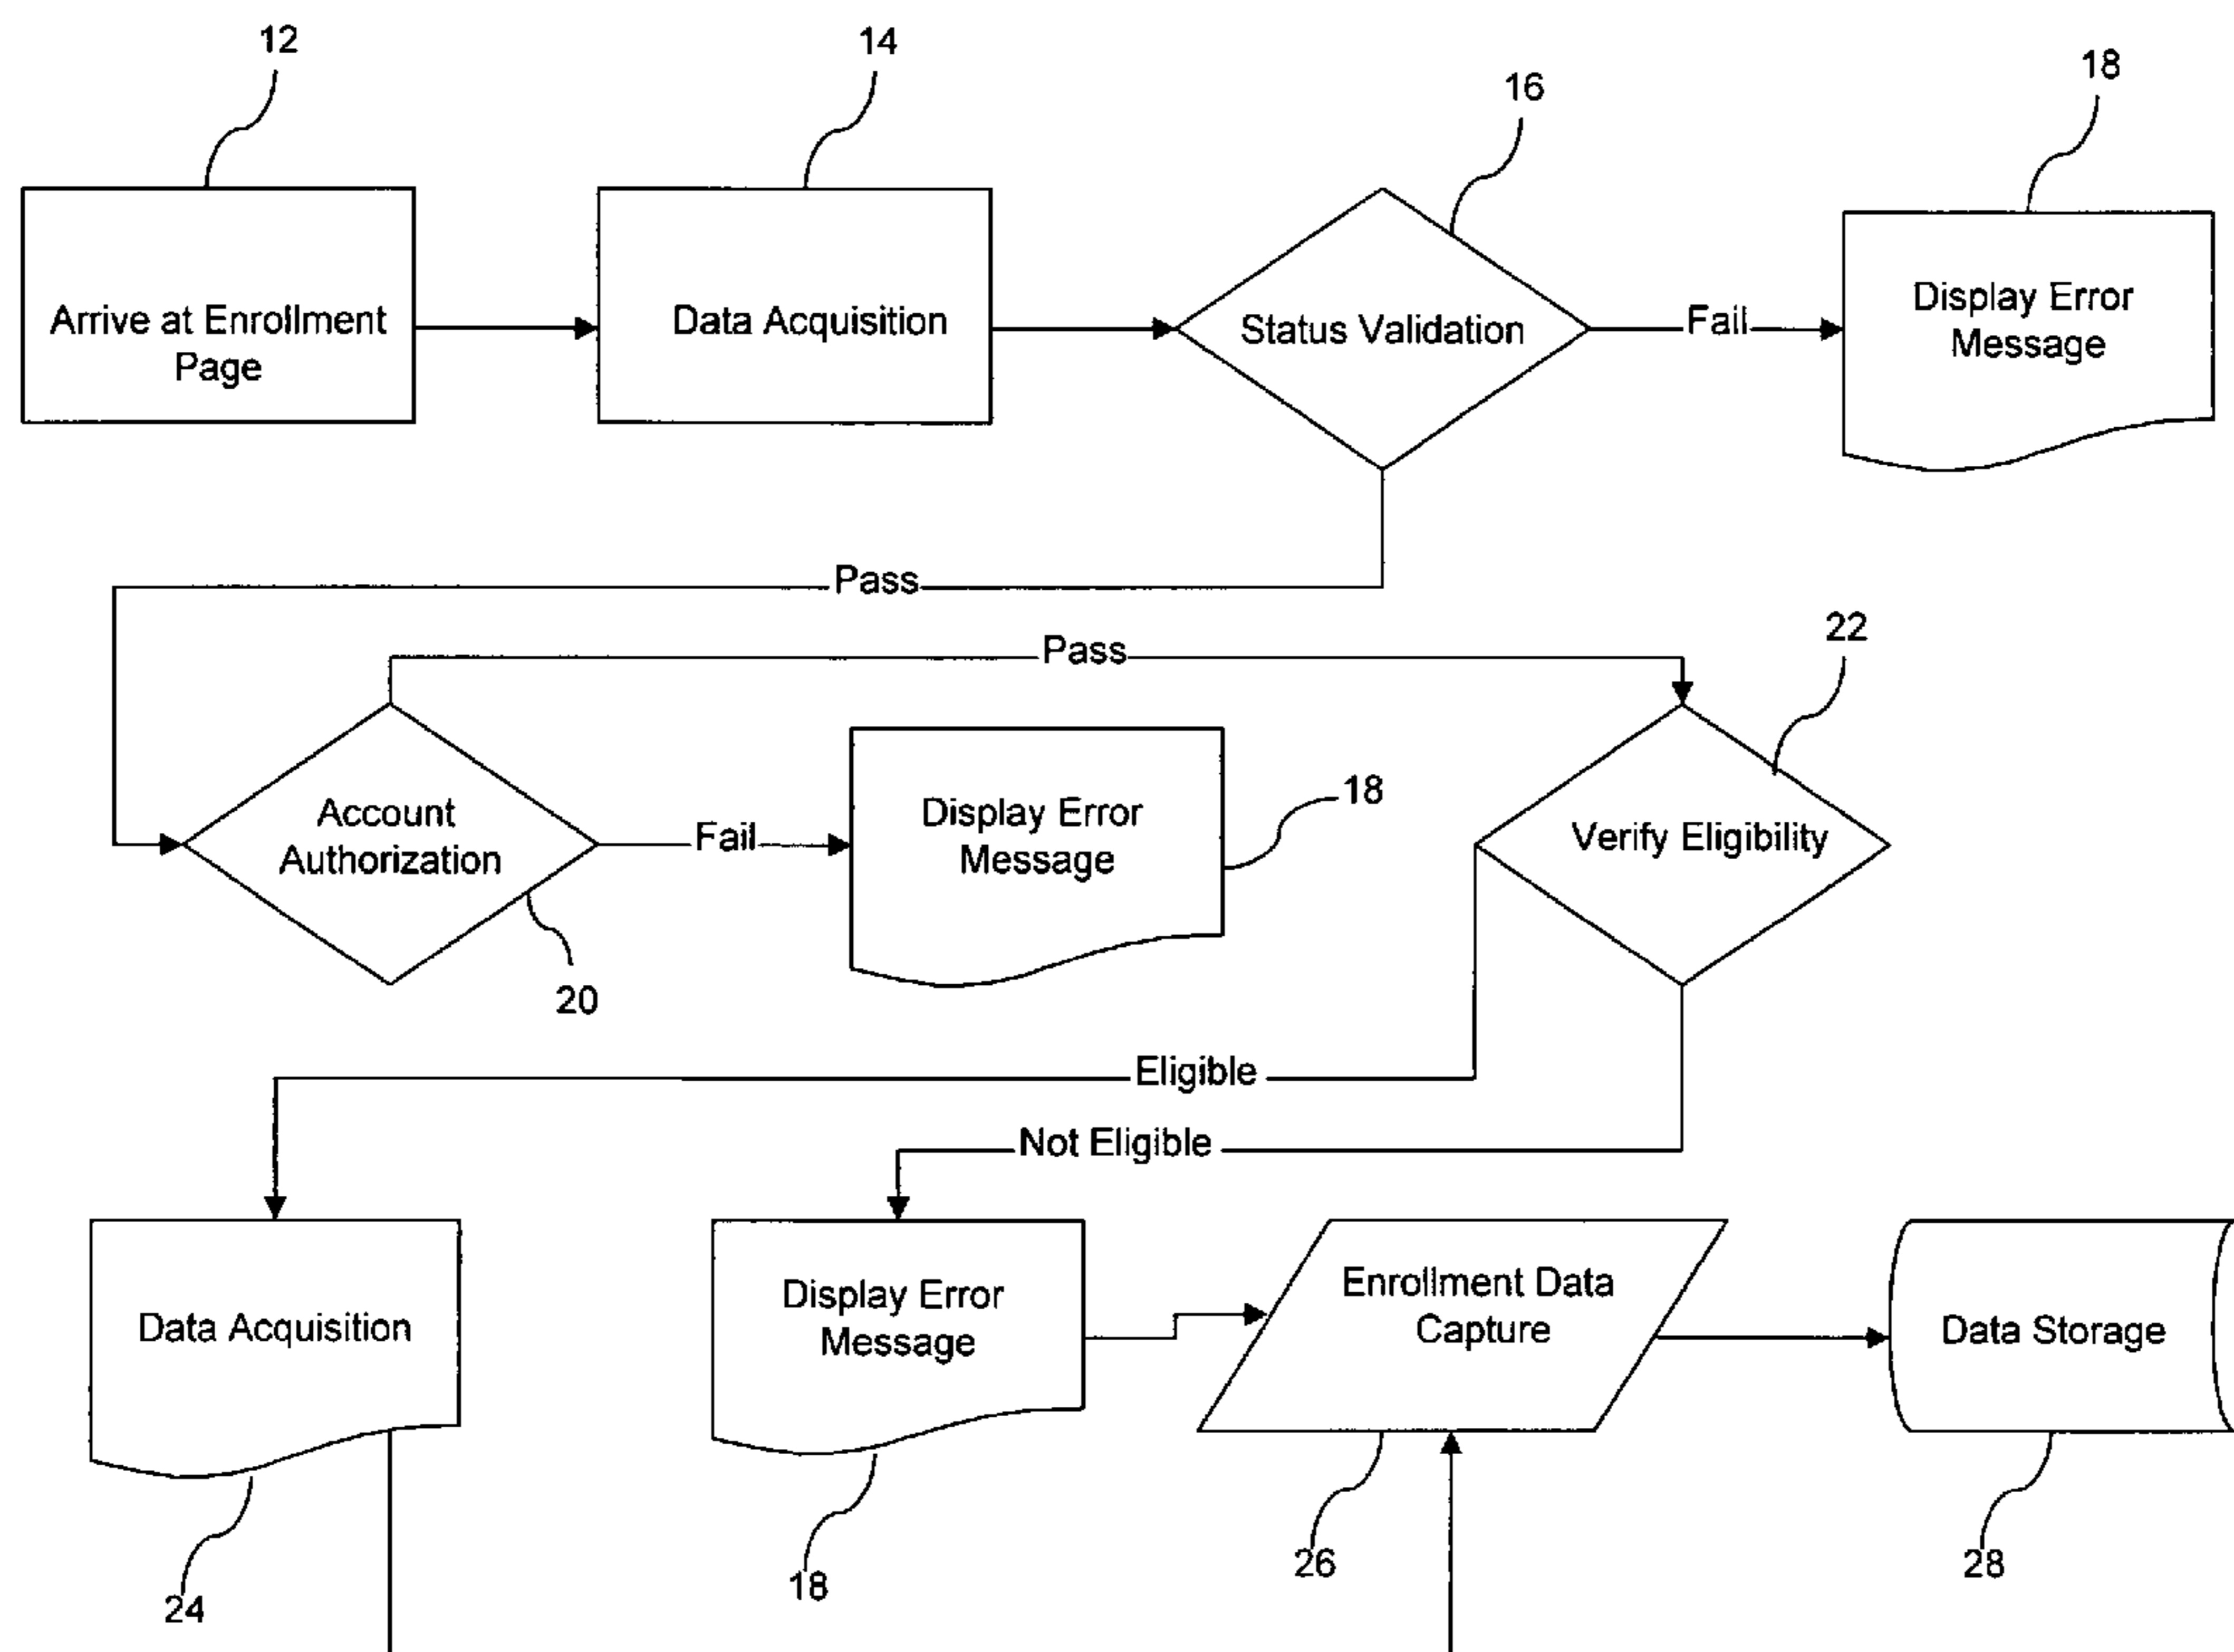 12
14
16
18
Arrive at Enrollment
Page
Data Acquisition
Status Validation
Fail
Display Error
Message
Pass
Pass
22
Account
Authorization
Fail
Display Error
Message
18
Verify Eligibility
20
Eligible
Not Eligible
Data Acquisition
Display Error
Message
Enrollment Data
Capture
Data Storage
24
18
26
28